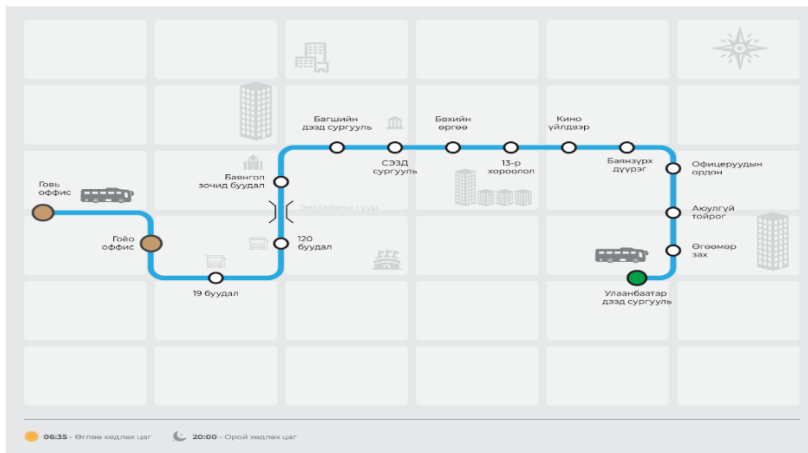 Багшийн
дээд сургууль
Бөхийн
өргөө
Кино
үйлдвэр
СЭЗД
сургууль
13-р
хороолол
Баянзүрх
дүүрэг
Офицеруудын
ордон
Баянгол
зочид буудал
Говь
оффис
Энхтайвны гүүр
Аюулгүй
тойрог
Гоёо
оффис
120
буудал
Өгөөмөр
зах
19 буудал
Улаанбаатар
дээд сургууль
06:35 - Өглөө хөдлөх цаг
20:00 - Орой хөдлөх цаг